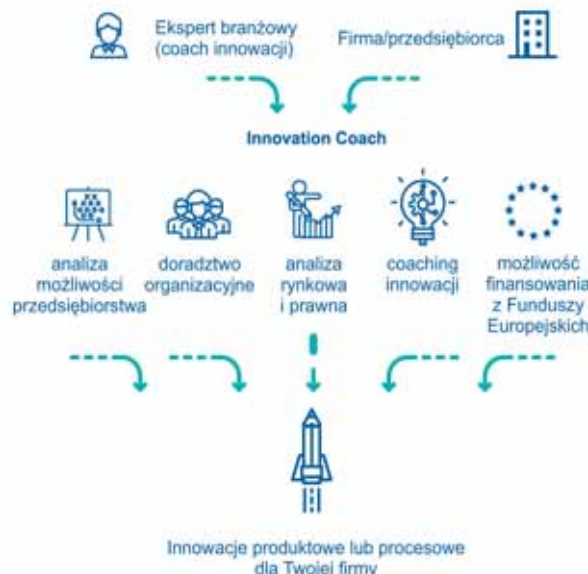 Ekspert branżowy
(coach innowacji)
Firma/przedsiębiorca
Innovation Coach
analiza
możliwości
przedsiębiorstwa
doradztwo
organizacyjne
analiza
rynkowa
i prawna
coaching
innowacji
możliwość
finansowania
z Funduszy
Europejskich
Innowacje produktowe lub procesowe
dla Twojej firmy